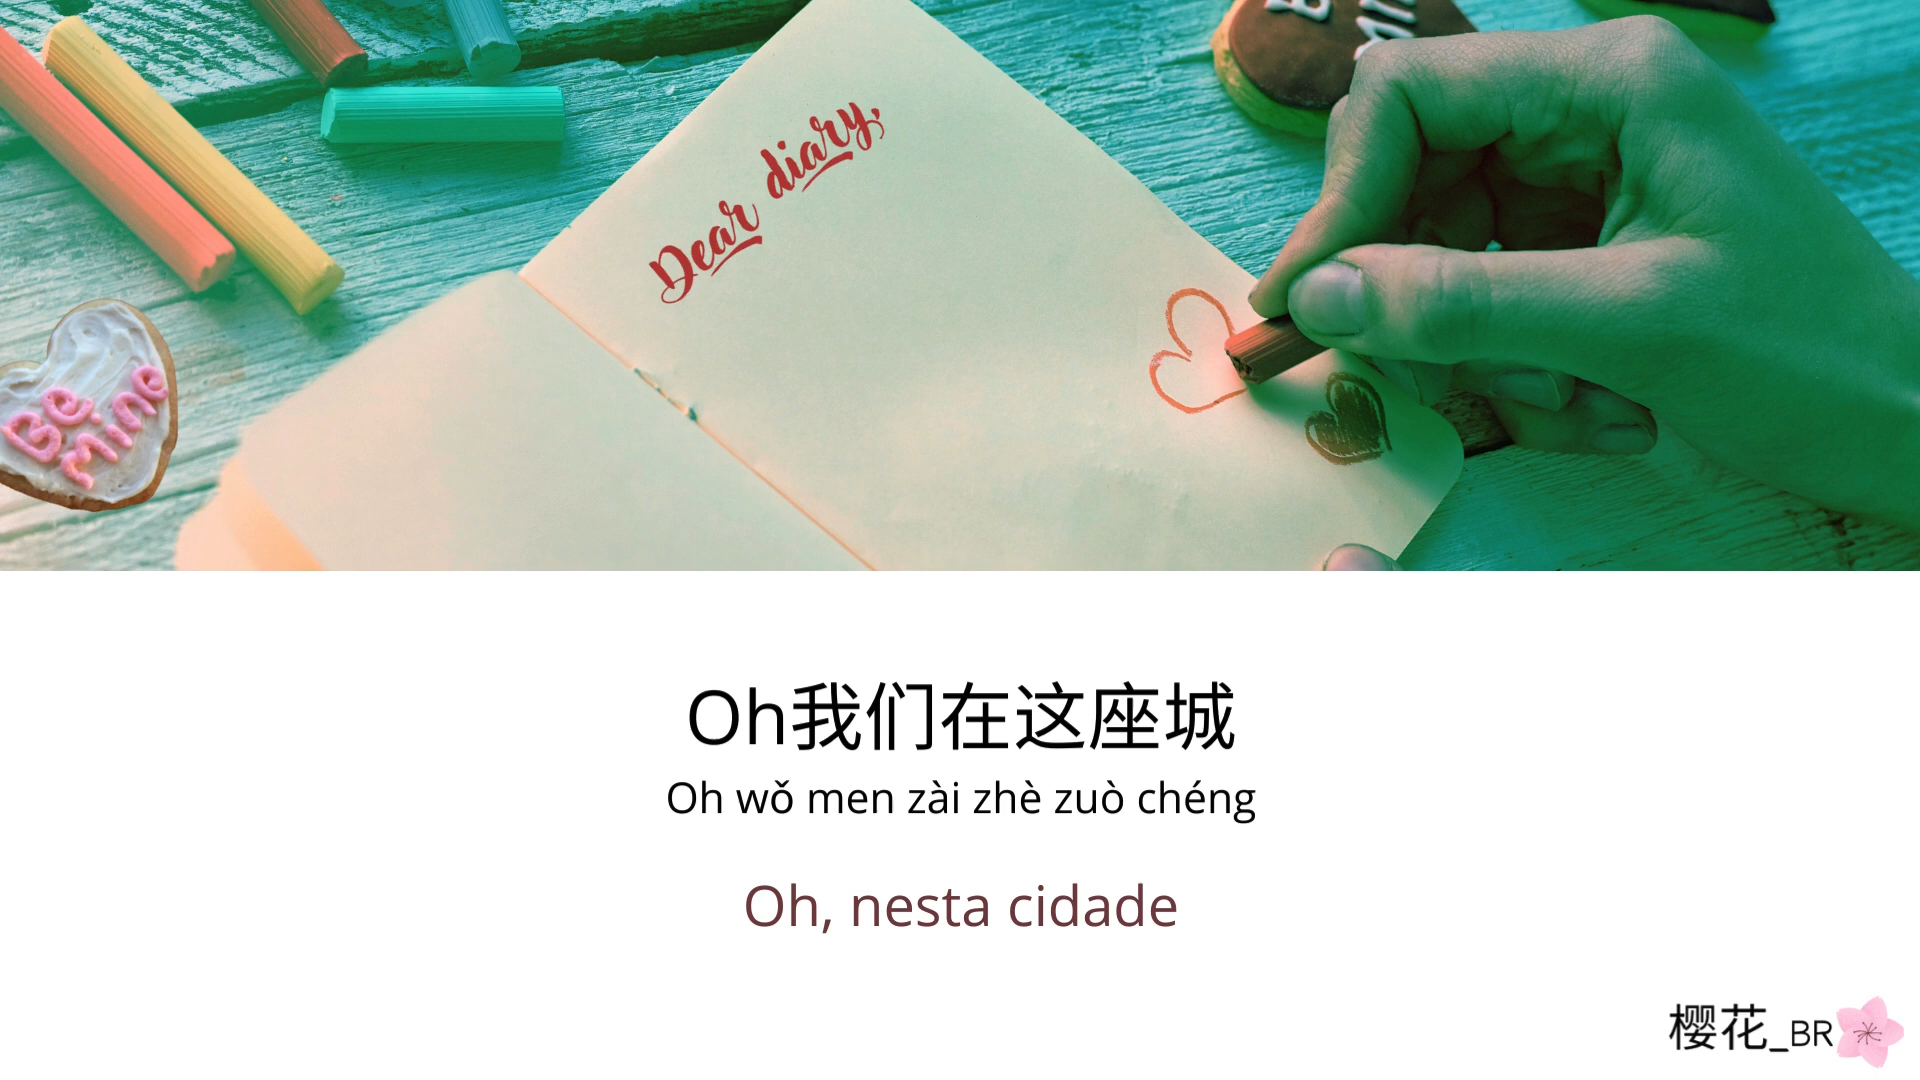 Dear diary,
Be
Mine
Oh我们在这座城
Oh wǒ men zài zhè zuò chéng
Oh, nesta cidade
樱花_BR